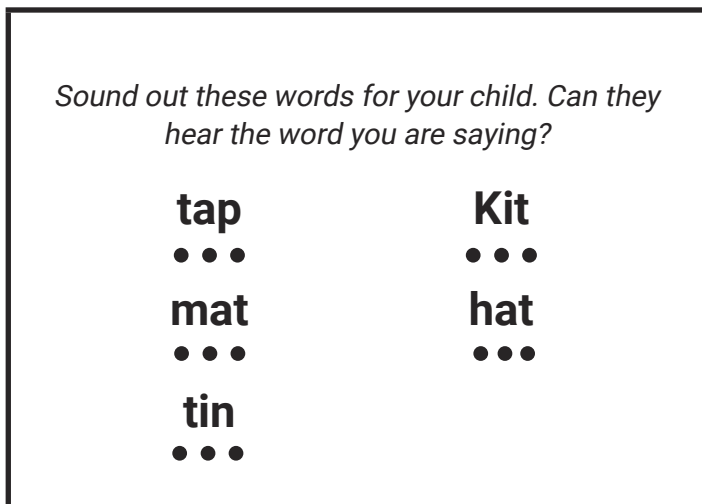 Sound out these words for your child. Can they
hear the word you are saying?
tap Kit
mat hat
tin